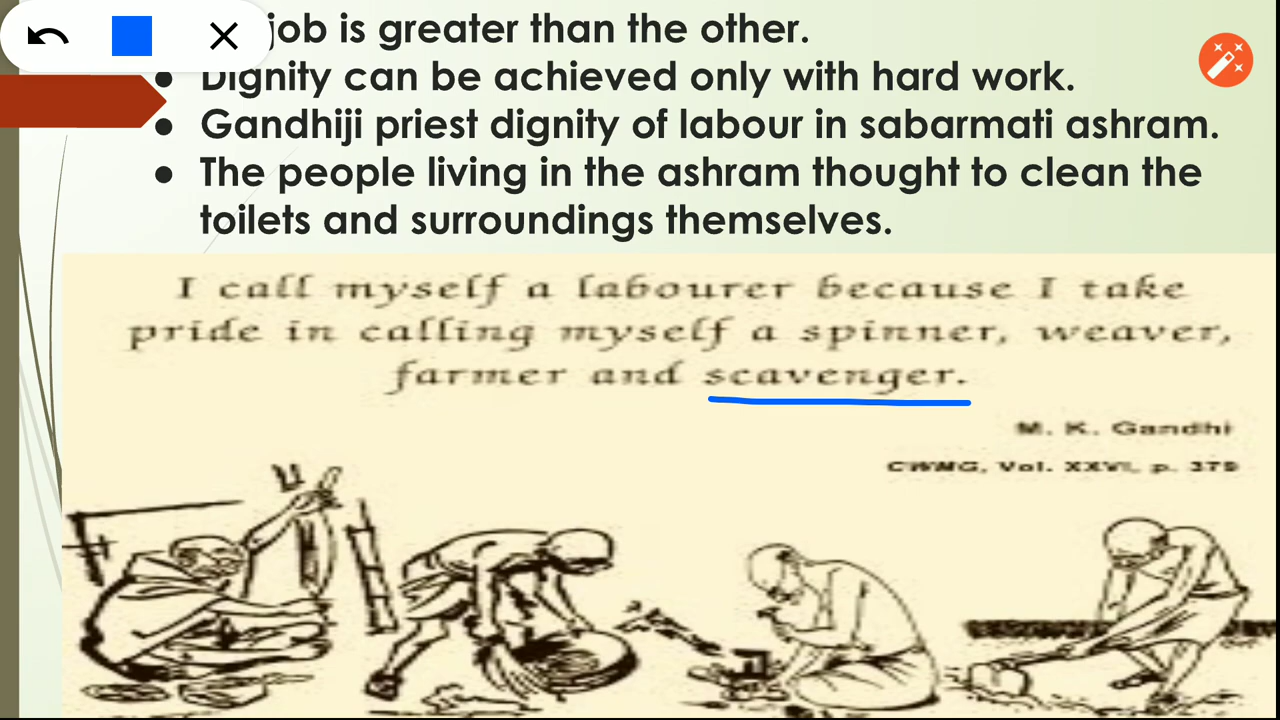 job is greater than the other.
● Dignity can be achieved only with hard work.
● Gandhiji priest dignity of labour in sabarmati ashram.
● The people living in the ashram thought to clean the
toilets and surroundings themselves.
I call myself a labourer because I take
pride in calling myself a spinner, weaver,
farmer and scavenger.
M. K. Gandhi
CWMG, Vol. XXVI, p. 379